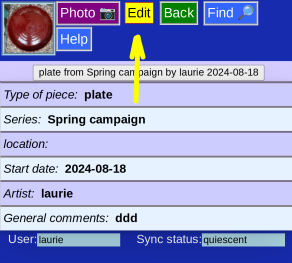 Photo 📷 Edit Back Find 🔎
Help
plate from Spring campaign by laurie 2024-08-18
Type of piece: plate
Series: Spring campaign
location:
Start date: 2024-08-18
Artist: laurie
General comments: ddd
User: laurie Sync status: quiescent